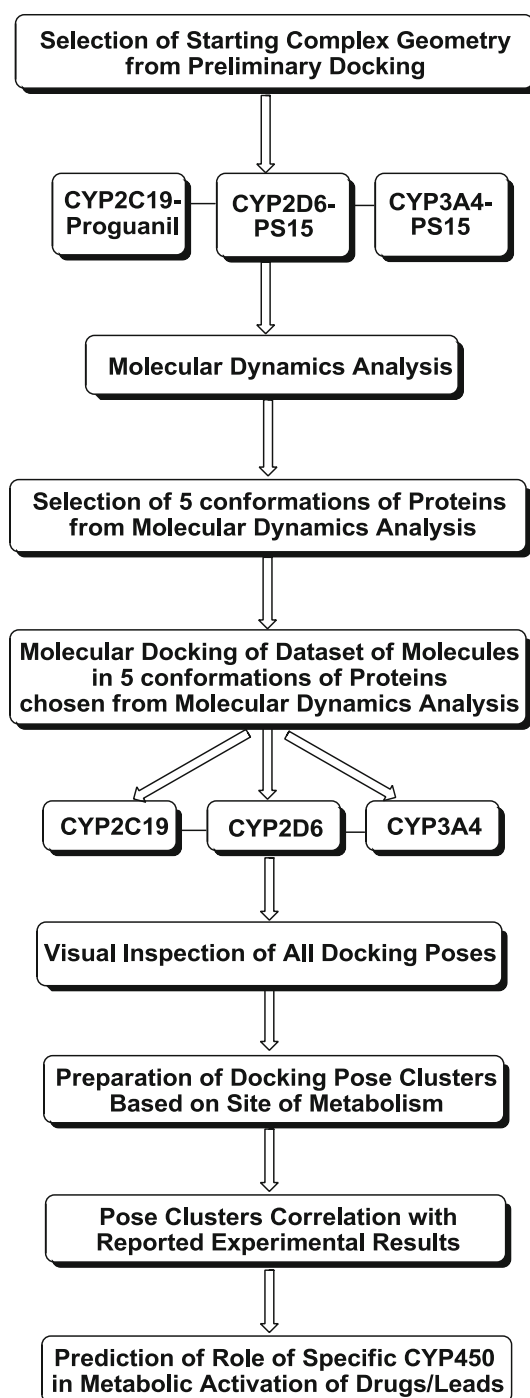 Selection of Starting Complex Geometry
from Preliminary Docking
CYP2C19-
Proguanil
CYP2D6-
PS15
CYP3A4-
PS15
Molecular Dynamics Analysis
Selection of 5 conformations of Proteins
from Molecular Dynamics Analysis
Molecular Docking of Dataset of Molecules
in 5 conformations of Proteins
chosen from Molecular Dynamics Analysis
CYP2C19
CYP2D6
CYP3A4
Visual Inspection of All Docking Poses
Preparation of Docking Pose Clusters
Based on Site of Metabolism
Pose Clusters Correlation with
Reported Experimental Results
Prediction of Role of Specific CYP450
in Metabolic Activation of Drugs/Leads